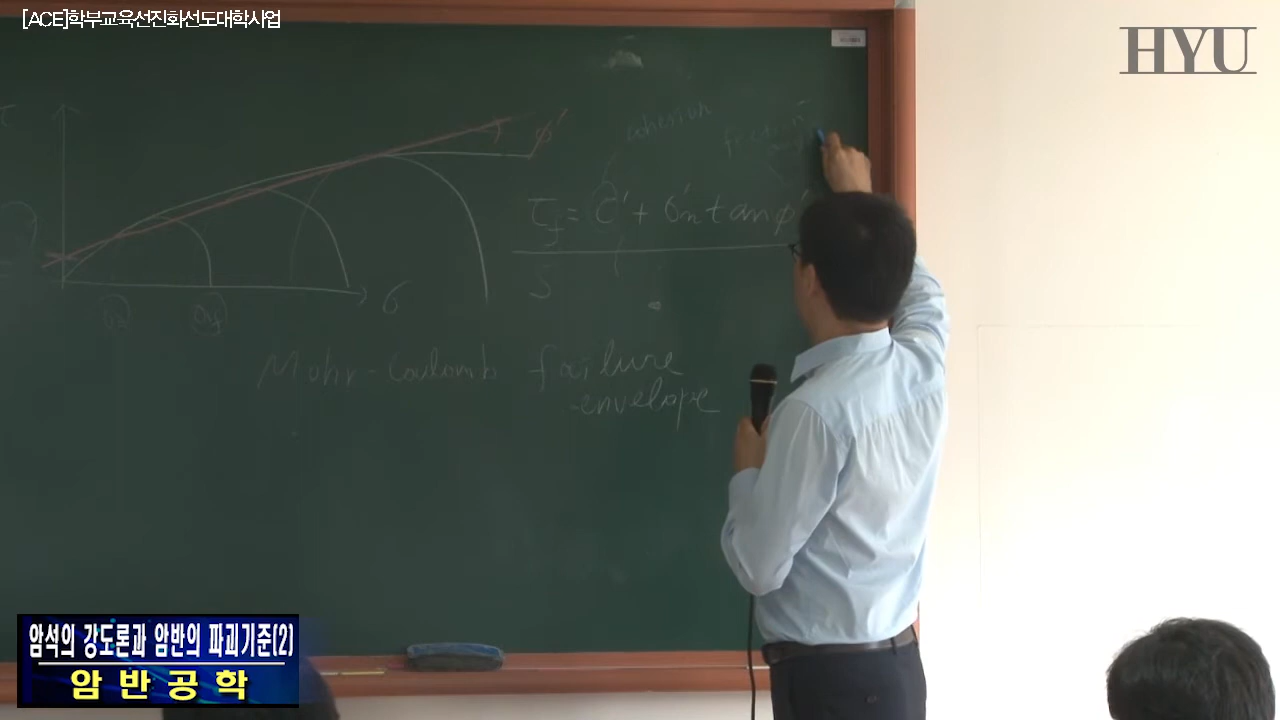 [ACE]학부교육선진화선도대학사업
HYU
τ
φ'
cohesion
friction
τf = c' + σ'n tan φ'
S
σ
Mohr-Coulomb failure
envelope
암석의 강도론과 암반의 파괴기준(2)
암반공학